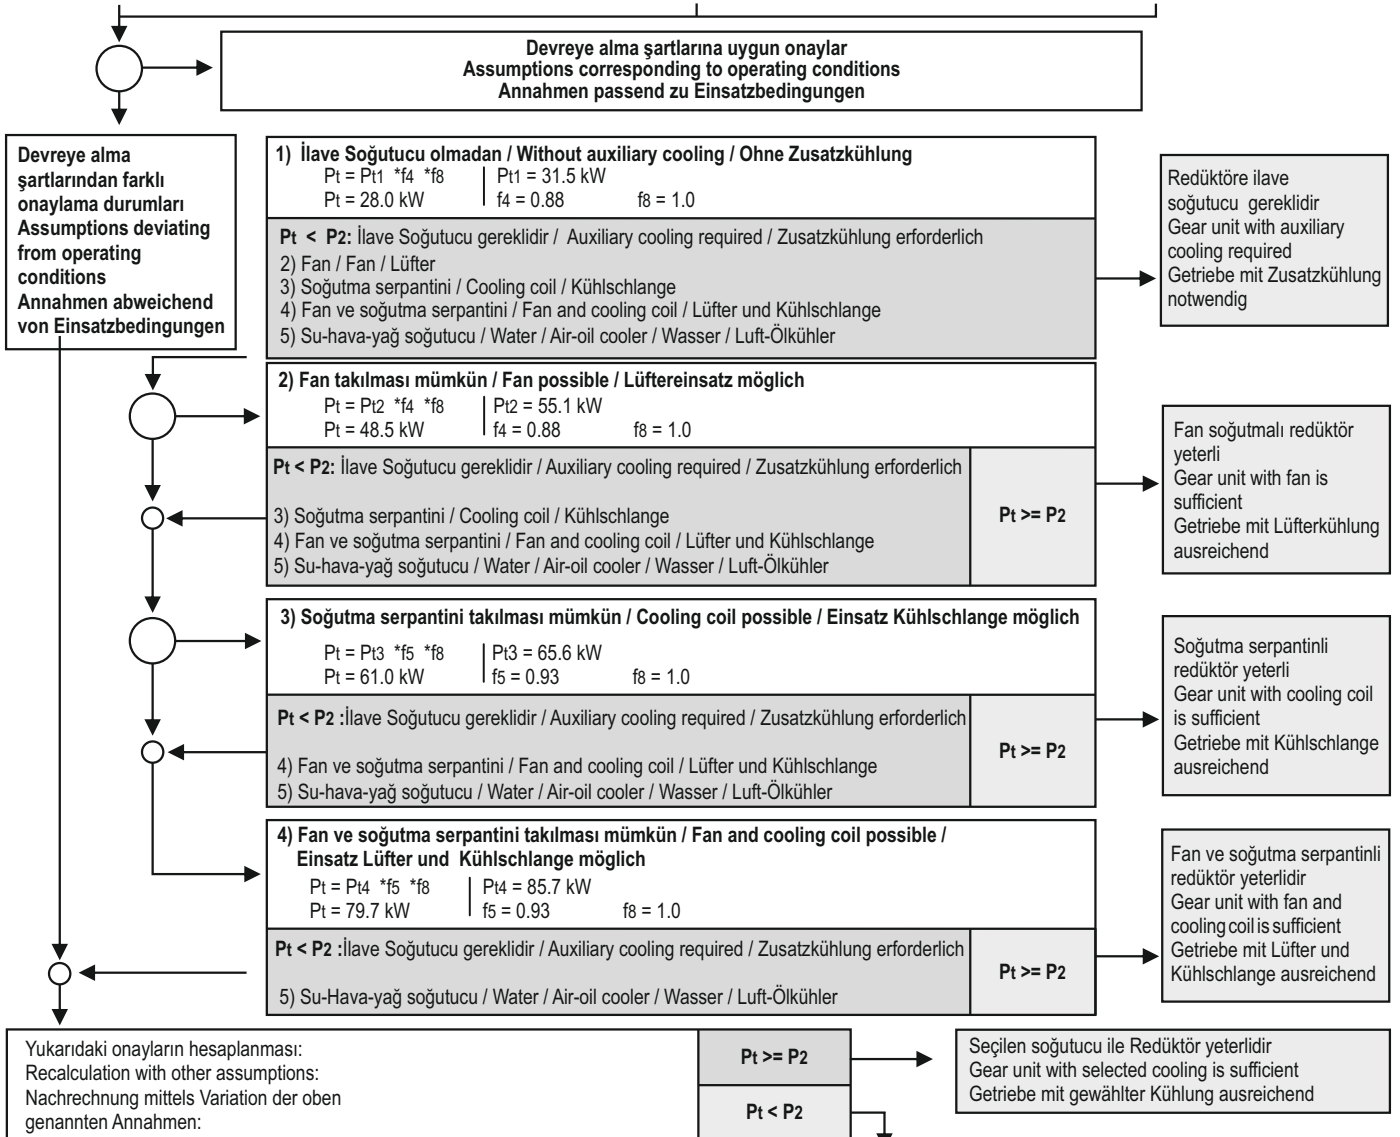 Devreye alma şartlarına uygun onaylar
Assumptions corresponding to operating conditions
Annahmen passend zu Einsatzbedingungen
Devreye alma
şartlarından farklı
onaylama durumları
Assumptions deviating
from operating
conditions
Annahmen abweichend
von Einsatzbedingungen
1) İlave Soğutucu olmadan / Without auxiliary cooling / Ohne Zusatzkühlung
Pt = Pt1 *f4 *f8 Pt1 = 31.5 kW
Pt = 28.0 kW f4 = 0.88 f8 = 1.0
Pt < P2: İlave Soğutucu gereklidir / Auxiliary cooling required / Zusatzkühlung erforderlich
2) Fan / Fan / Lüfter
3) Soğutma serpantini / Cooling coil / Kühlschlange
4) Fan ve soğutma serpantini / Fan and cooling coil / Lüfter und Kühlschlange
5) Su-hava-yağ soğutucu / Water / Air-oil cooler / Wasser / Luft-Ölkühler
Redüktöre ilave
soğutucu gereklidir
Gear unit with auxiliary
cooling required
Getriebe mit Zusatzkühlung
notwendig
2) Fan takılması mümkün / Fan possible / Lüftereinsatz möglich
Pt = Pt2 *f4 *f8 Pt2 = 55.1 kW
Pt = 48.5 kW f4 = 0.88 f8 = 1.0
Pt < P2: İlave Soğutucu gereklidir / Auxiliary cooling required / Zusatzkühlung erforderlich
3) Soğutma serpantini / Cooling coil / Kühlschlange
4) Fan ve soğutma serpantini / Fan and cooling coil / Lüfter und Kühlschlange
5) Su-hava-yağ soğutucu / Water / Air-oil cooler / Wasser / Luft-Ölkühler
Pt >= P2
Fan soğutmalı redüktör
yeterli
Gear unit with fan is
sufficient
Getriebe mit Lüfterkühlung
ausreichend
3) Soğutma serpantini takılması mümkün / Cooling coil possible / Einsatz Kühlschlange möglich
Pt = Pt3 *f5 *f8 Pt3 = 65.6 kW
Pt = 61.0 kW f5 = 0.93 f8 = 1.0
Pt < P2 :İlave Soğutucu gereklidir / Auxiliary cooling required / Zusatzkühlung erforderlich
4) Fan ve soğutma serpantini / Fan and cooling coil / Lüfter und Kühlschlange
5) Su-hava-yağ soğutucu / Water / Air-oil cooler / Wasser / Luft-Ölkühler
Pt >= P2
Soğutma serpantinli
redüktör yeterli
Gear unit with cooling coil
is sufficient
Getriebe mit Kühlschlange
ausreichend
4) Fan ve soğutma serpantini takılması mümkün / Fan and cooling coil possible /
Einsatz Lüfter und Kühlschlange möglich
Pt = Pt4 *f5 *f8 Pt4 = 85.7 kW
Pt = 79.7 kW f5 = 0.93 f8 = 1.0
Pt < P2 :İlave Soğutucu gereklidir / Auxiliary cooling required / Zusatzkühlung erforderlich
5) Su-Hava-yağ soğutucu / Water / Air-oil cooler / Wasser / Luft-Ölkühler
Pt >= P2
Fan ve soğutma serpantinli
redüktör yeterlidir
Gear unit with fan and
cooling coil is sufficient
Getriebe mit Lüfter und
Kühlschlange ausreichend
Yukarıdaki onayların hesaplanması:
Recalculation with other assumptions:
Nachrechnung mittels Variation der oben
genannten Annahmen:
Pt >= P2
Pt < P2
Seçilen soğutucu ile Redüktör yeterlidir
Gear unit with selected cooling is sufficient
Getriebe mit gewählter Kühlung ausreichend